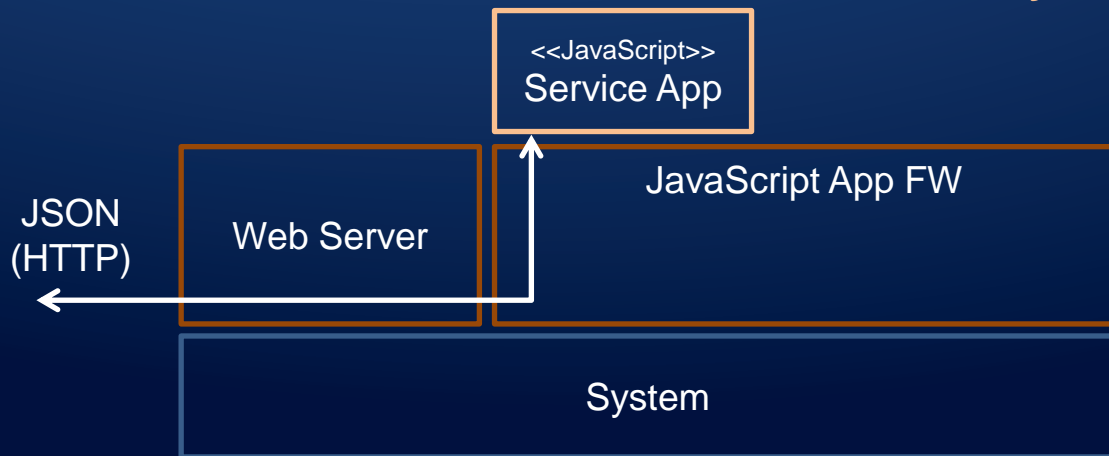 <<JavaScript>>
Service App
JavaScript App FW
JSON
(HTTP)
Web Server
System